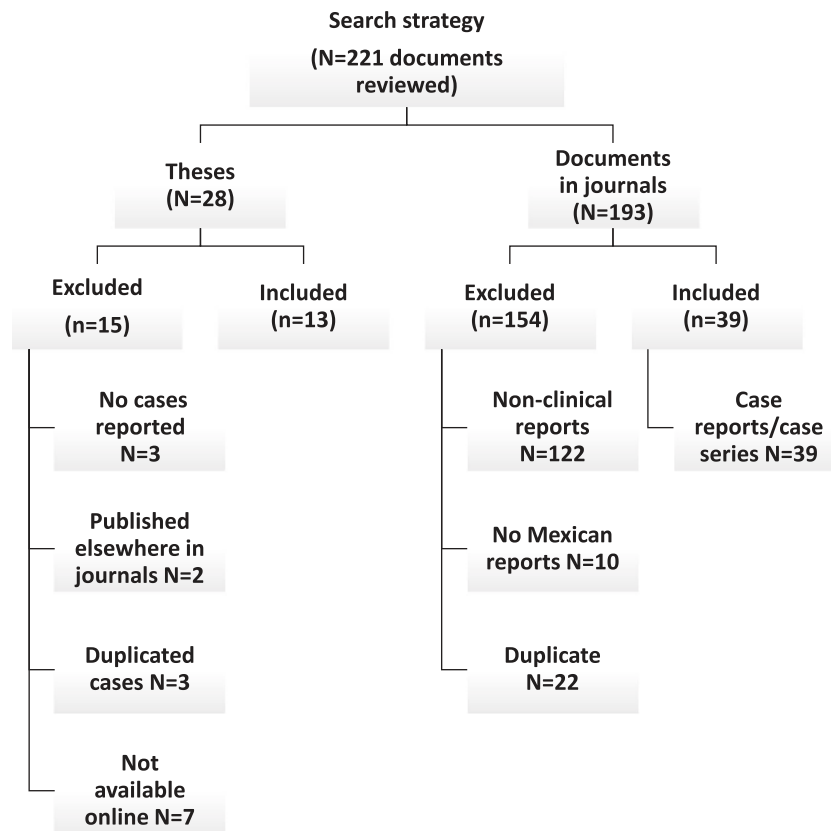 Search strategy
(N=221 documents
reviewed)
Theses
(N=28)
Documents
in journals
(N=193)
Excluded
(n=15)
Included
(n=13)
Excluded
(n=154)
Included
(n=39)
No cases
reported
N=3
Non-clinical
reports
N=122
Case
reports/case
series N=39
Published
elsewhere in
journals N=2
No Mexican
reports N=10
Duplicated
cases N=3
Duplicate
N=22
Not
available
online N=7